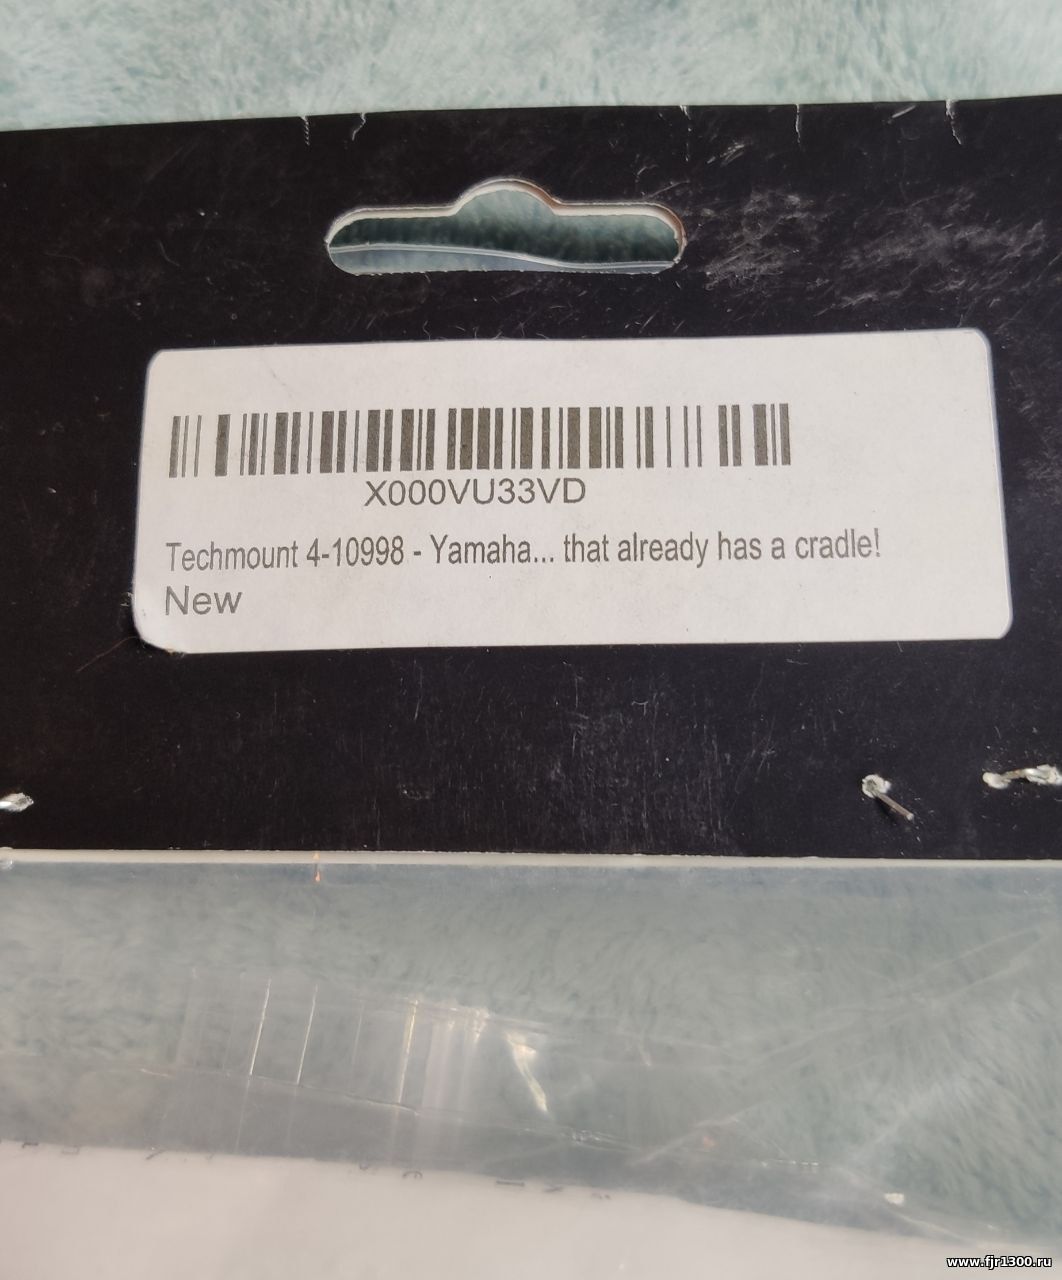 X000VU33VD
Techmount 4-10998 - Yamaha... that already has a cradle!
New
www.fjr1300.ru